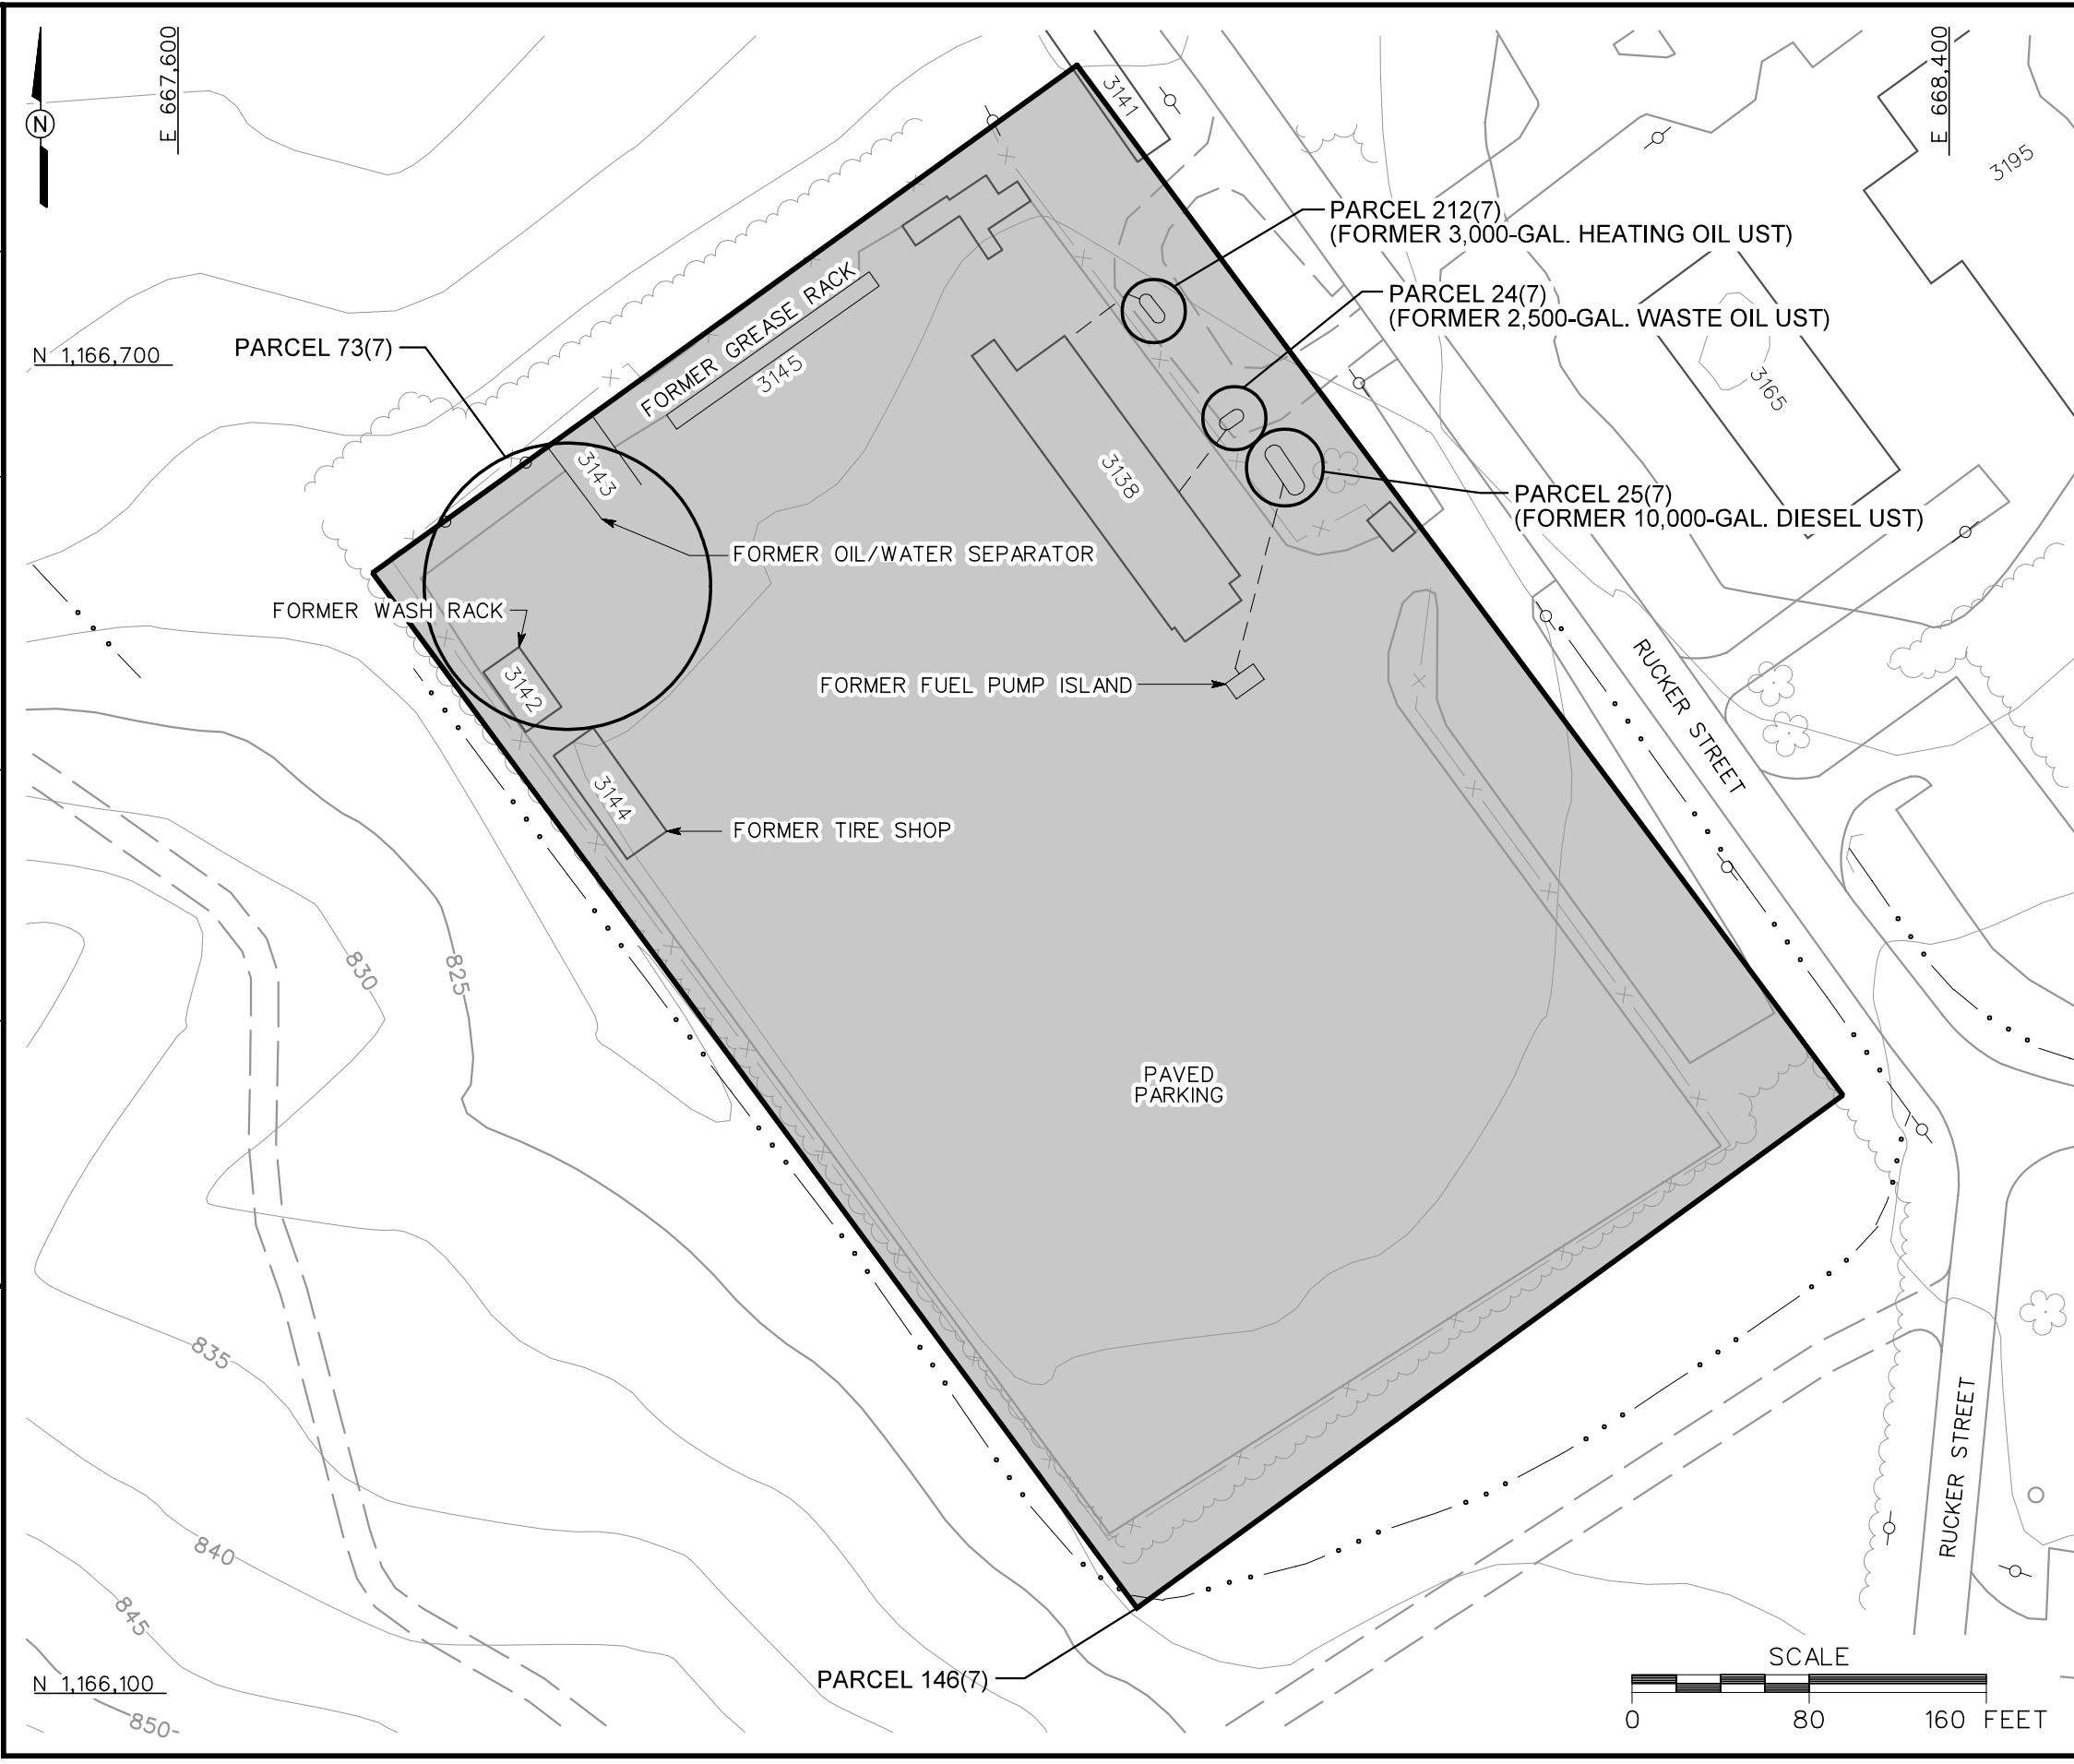 E 667,600
N
3141
E 668,400
3195
PARCEL 212(7)
(FORMER 3,000-GAL. HEATING OIL UST)
PARCEL 24(7)
(FORMER 2,500-GAL. WASTE OIL UST)
N 1,166,700
PARCEL 73(7)
FORMER GREASE RACK
3145
3165
3143
3138
PARCEL 25(7)
(FORMER 10,000-GAL. DIESEL UST)
FORMER OIL/WATER SEPARATOR
FORMER WASH RACK
3142
FORMER FUEL PUMP ISLAND
RUCKER STREET
3144
FORMER TIRE SHOP
830
825
PAVED
PARKING
835
RUCKER STREET
840
845
N 1,166,100
850
PARCEL 146(7)
SCALE
0 80 160 FEET